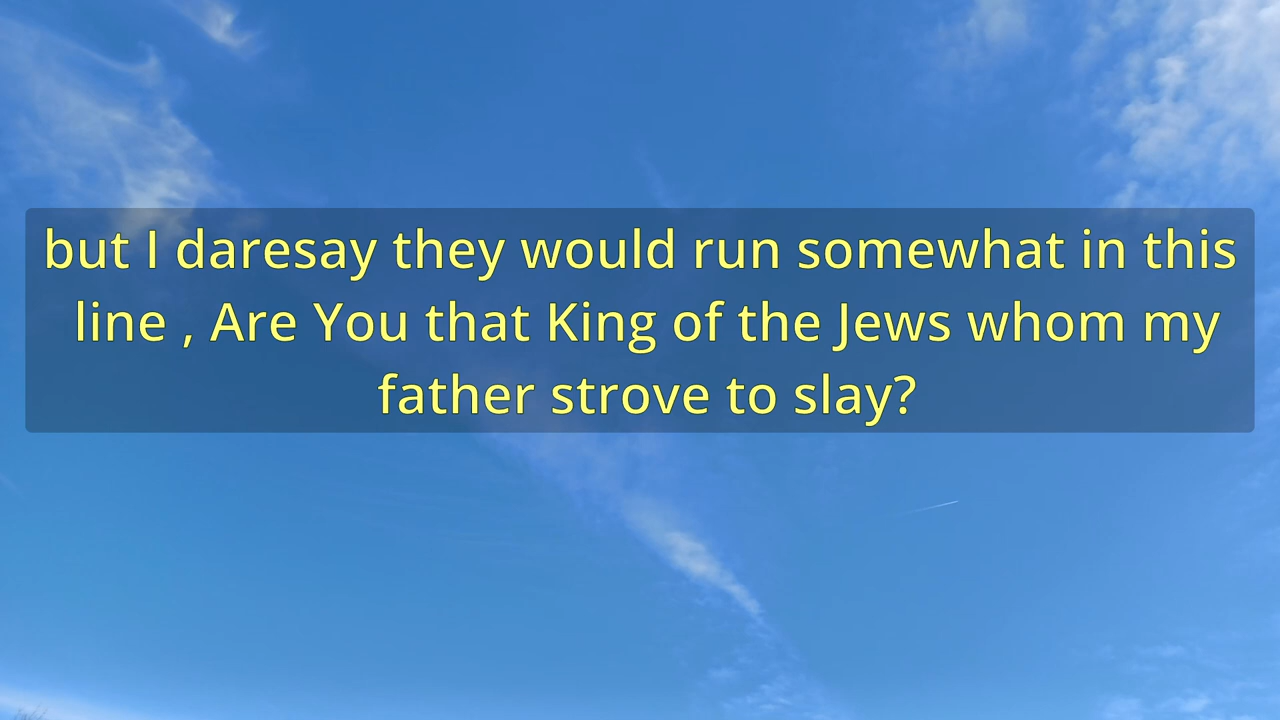 but I daresay they would run somewhat in this
line , Are You that King of the Jews whom my
father strove to slay?